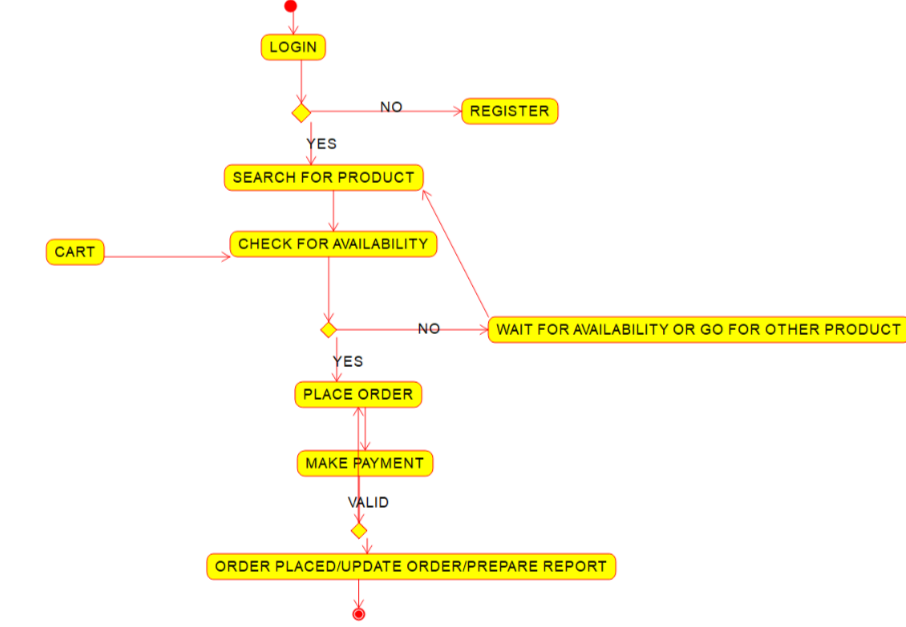 LOGIN
NO
REGISTER
YES
SEARCH FOR PRODUCT
CHECK FOR AVAILABILITY
CART
NO
WAIT FOR AVAILABILITY OR GO FOR OTHER PRODUCT
YES
PLACE ORDER
MAKE PAYMENT
VALID
ORDER PLACED/UPDATE ORDER/PREPARE REPORT